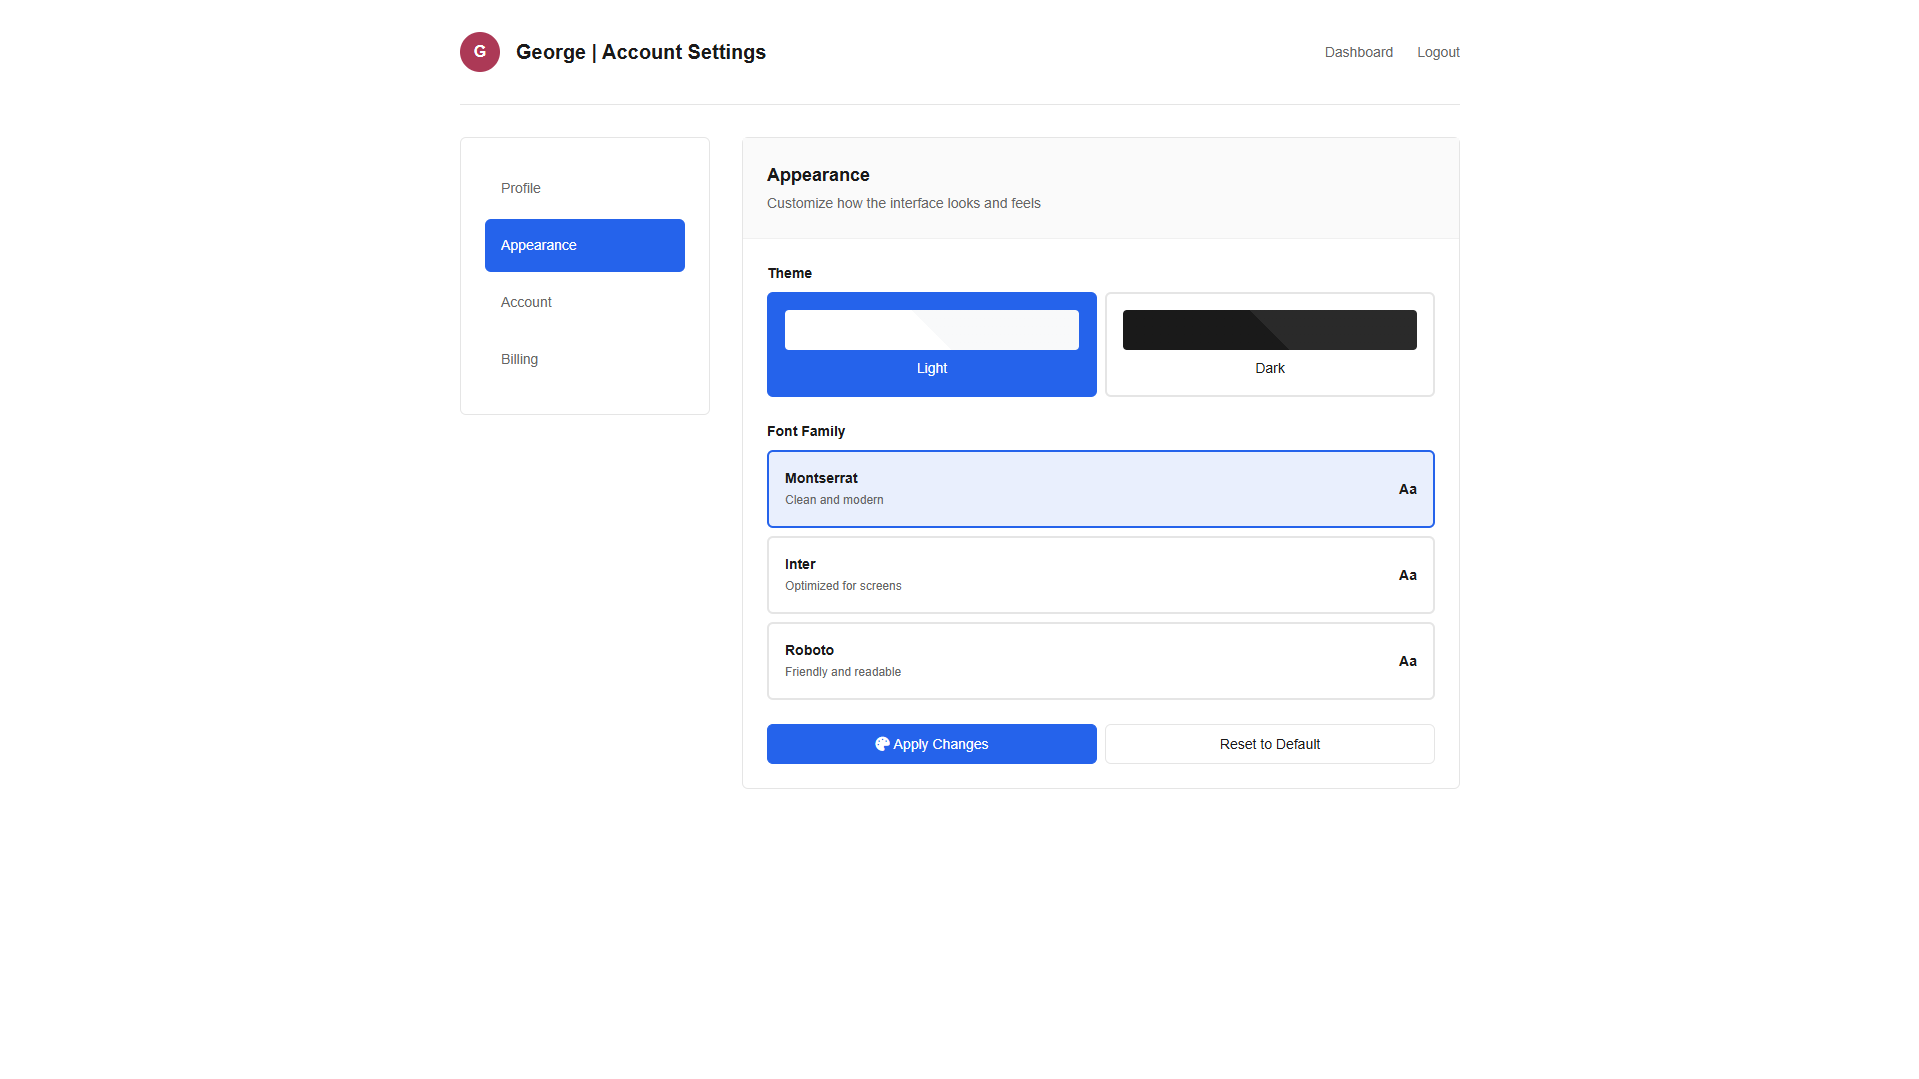 G
George | Account Settings
Dashboard
Logout
Profile
Appearance
Account
Billing
Appearance
Customize how the interface looks and feels
Theme
Light
Dark
Font Family
Montserrat
Clean and modern
Aa
Inter
Optimized for screens
Aa
Roboto
Friendly and readable
Aa
Apply Changes
Reset to Default